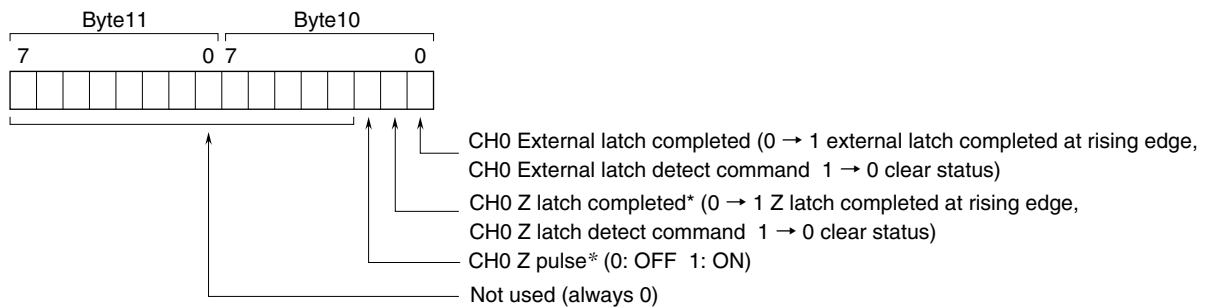 Byte11 Byte10
7 0 7 0
CH0 External latch completed (0 → 1 external latch completed at rising edge,
CH0 External latch detect command 1 → 0 clear status)
CH0 Z latch completed* (0 → 1 Z latch completed at rising edge,
CH0 Z latch detect command 1 → 0 clear status)
CH0 Z pulse* (0: OFF 1: ON)
Not used (always 0)